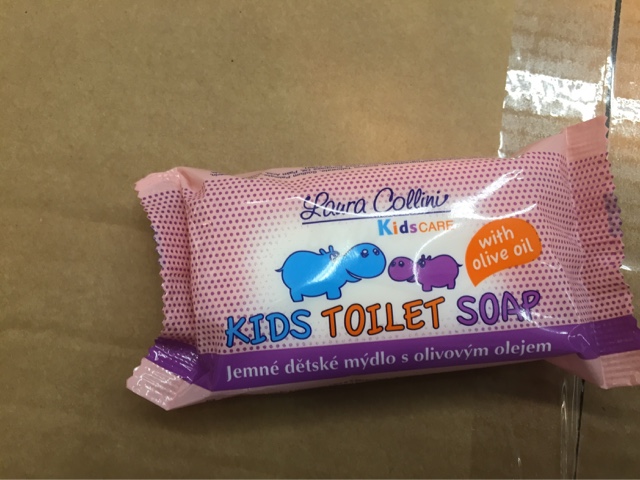 Laura Collini
KidsCARE
with
olive oil
KIDS TOILET SOAP
Jemné dětské mýdlo s olivovým olejem